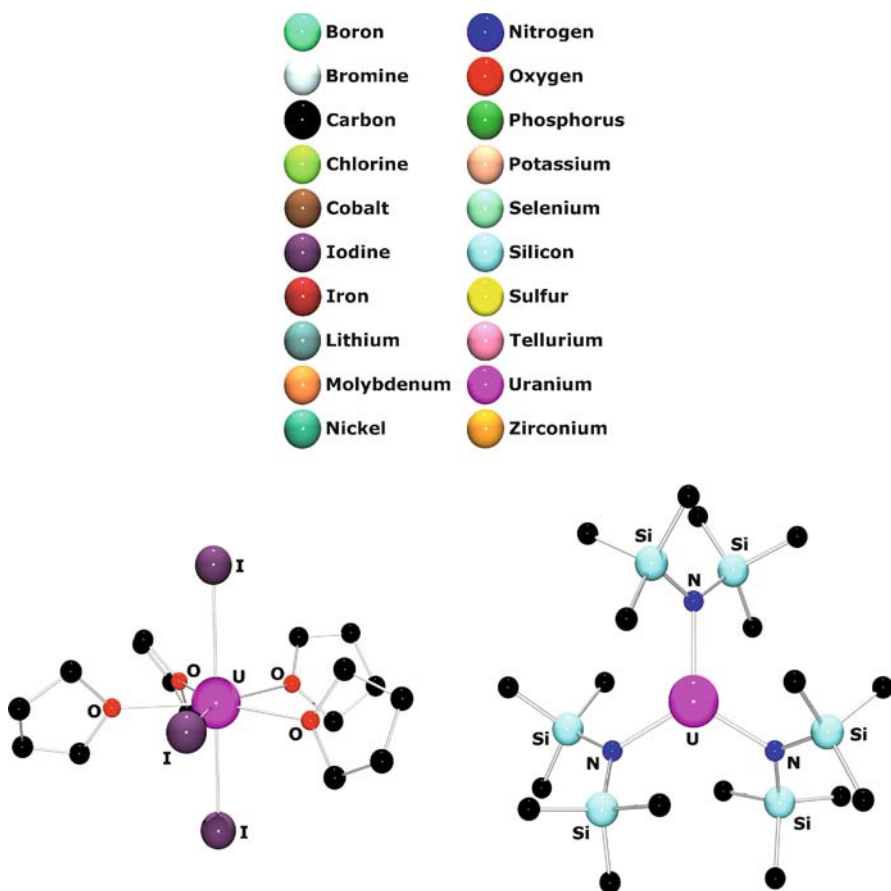 Boron Nitrogen
Bromine Oxygen
Carbon Phosphorus
Chlorine Potassium
Cobalt Selenium
Iodine Silicon
Iron Sulfur
Lithium Tellurium
Molybdenum Uranium
Nickel Zirconium
Si Si
I
N
O O U O
Si U Si
O
O
N N
I
Si Si
I